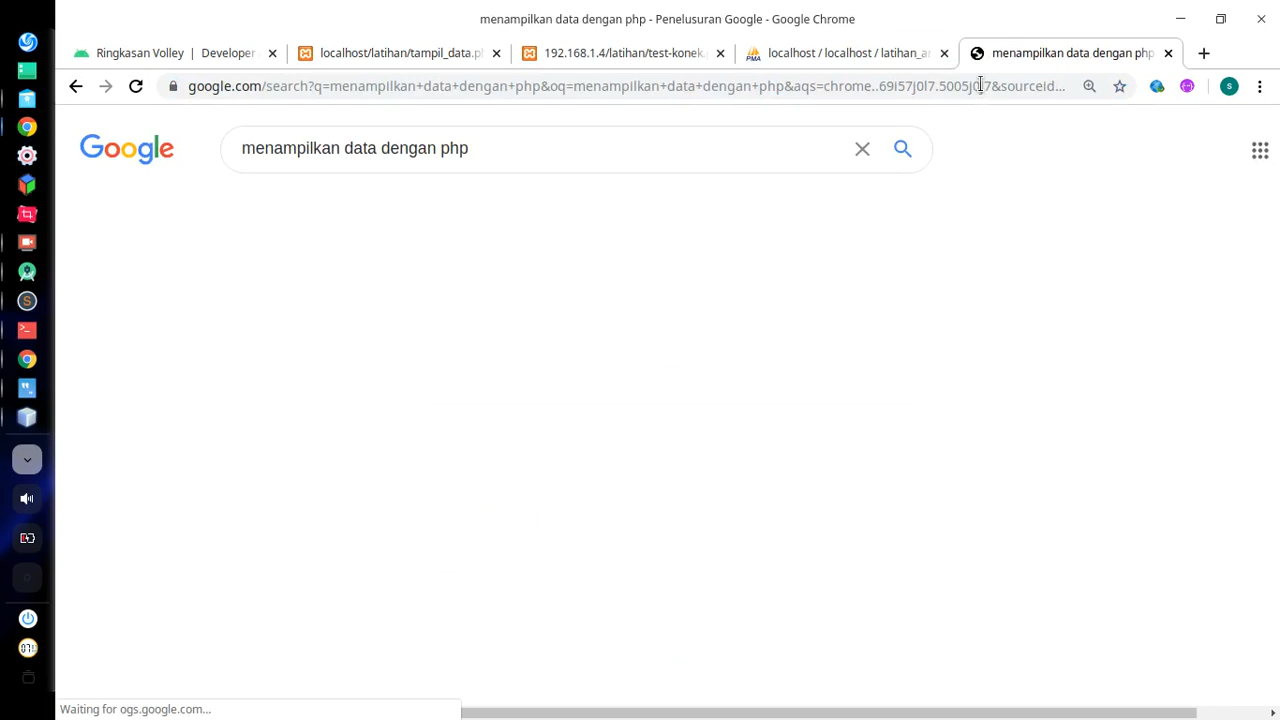 menampilkan data dengan php - Penelusuran Google - Google Chrome
Ringkasan Volley | Developer
localhost/latihan/tampil_data.p
192.168.1.4/latihan/test-konek.
PMA
localhost / localhost / latihan_a
menampilkan data dengan php
google.com/search?q=menampilkan+data+dengan+php&oq=menampilkan+data+dengan+php&aqs=chrome..69i57j0l7.5005j0j7&sourceid...
S
Google
menampilkan data dengan php
S
Waiting for ogs.google.com...